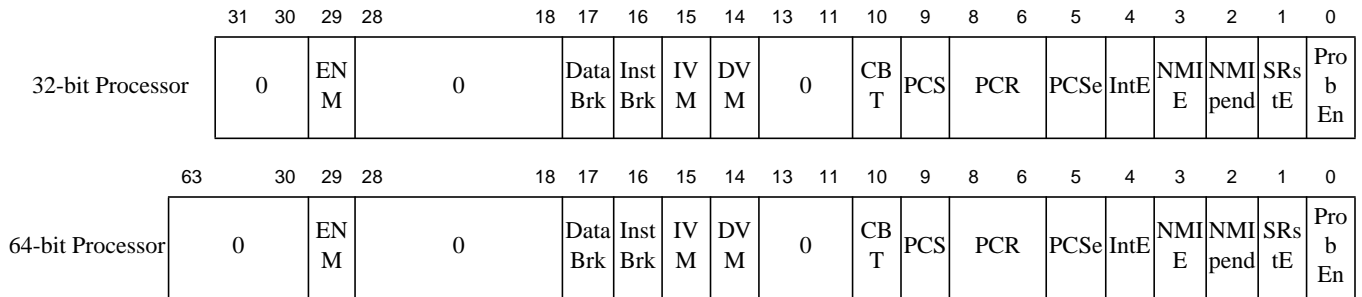 31 30 29 28 18 17 16 15 14 13 11 10 9 8 6 5 4 3 2 1 0
32-bit Processor 0 EN M 0 Data Brk Inst Brk IV M DV M 0 CB T PCS PCR PCSe IntE NMI E NMI pend SRs tE Pro b En
63 30 29 28 18 17 16 15 14 13 11 10 9 8 6 5 4 3 2 1 0
64-bit Processor 0 EN M 0 Data Brk Inst Brk IV M DV M 0 CB T PCS PCR PCSe IntE NMI E NMI pend SRs tE Pro b En